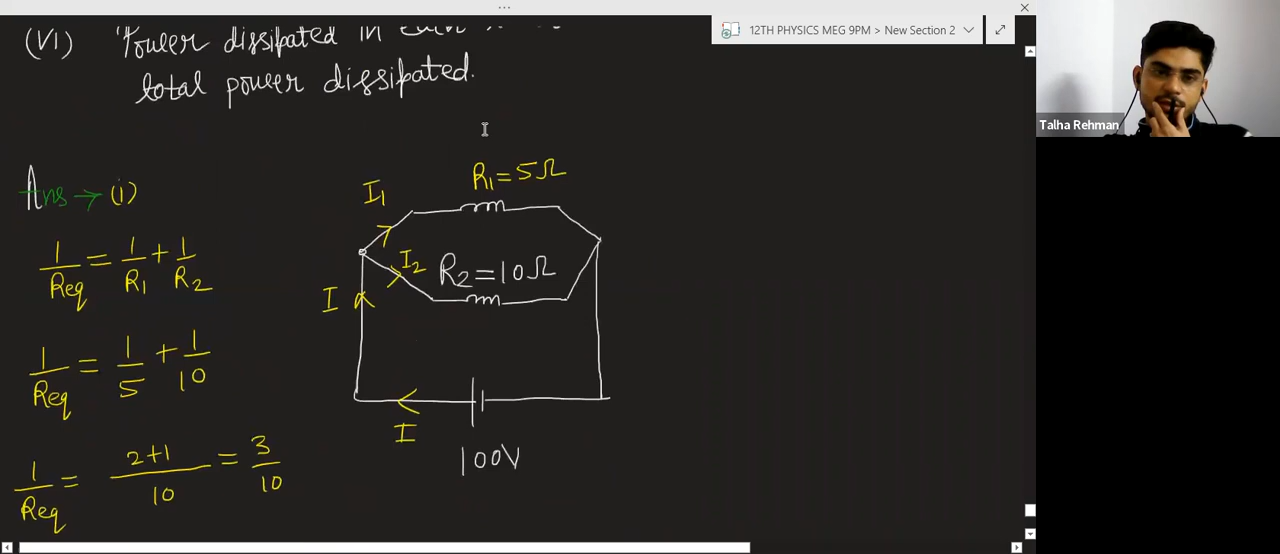 12TH PHYSICS MEG 9PM > New Section 2
Talha Rehman
(VI) Power dissipated in each
total power dissipated.
Ans → (i)
1/Req = 1/R1 + 1/R2
1/Req = 1/5 + 1/10
1/Req = 2+1/10 = 3/10
R1 = 5Ω
I1
I2
R2 = 10Ω
I
I
100V